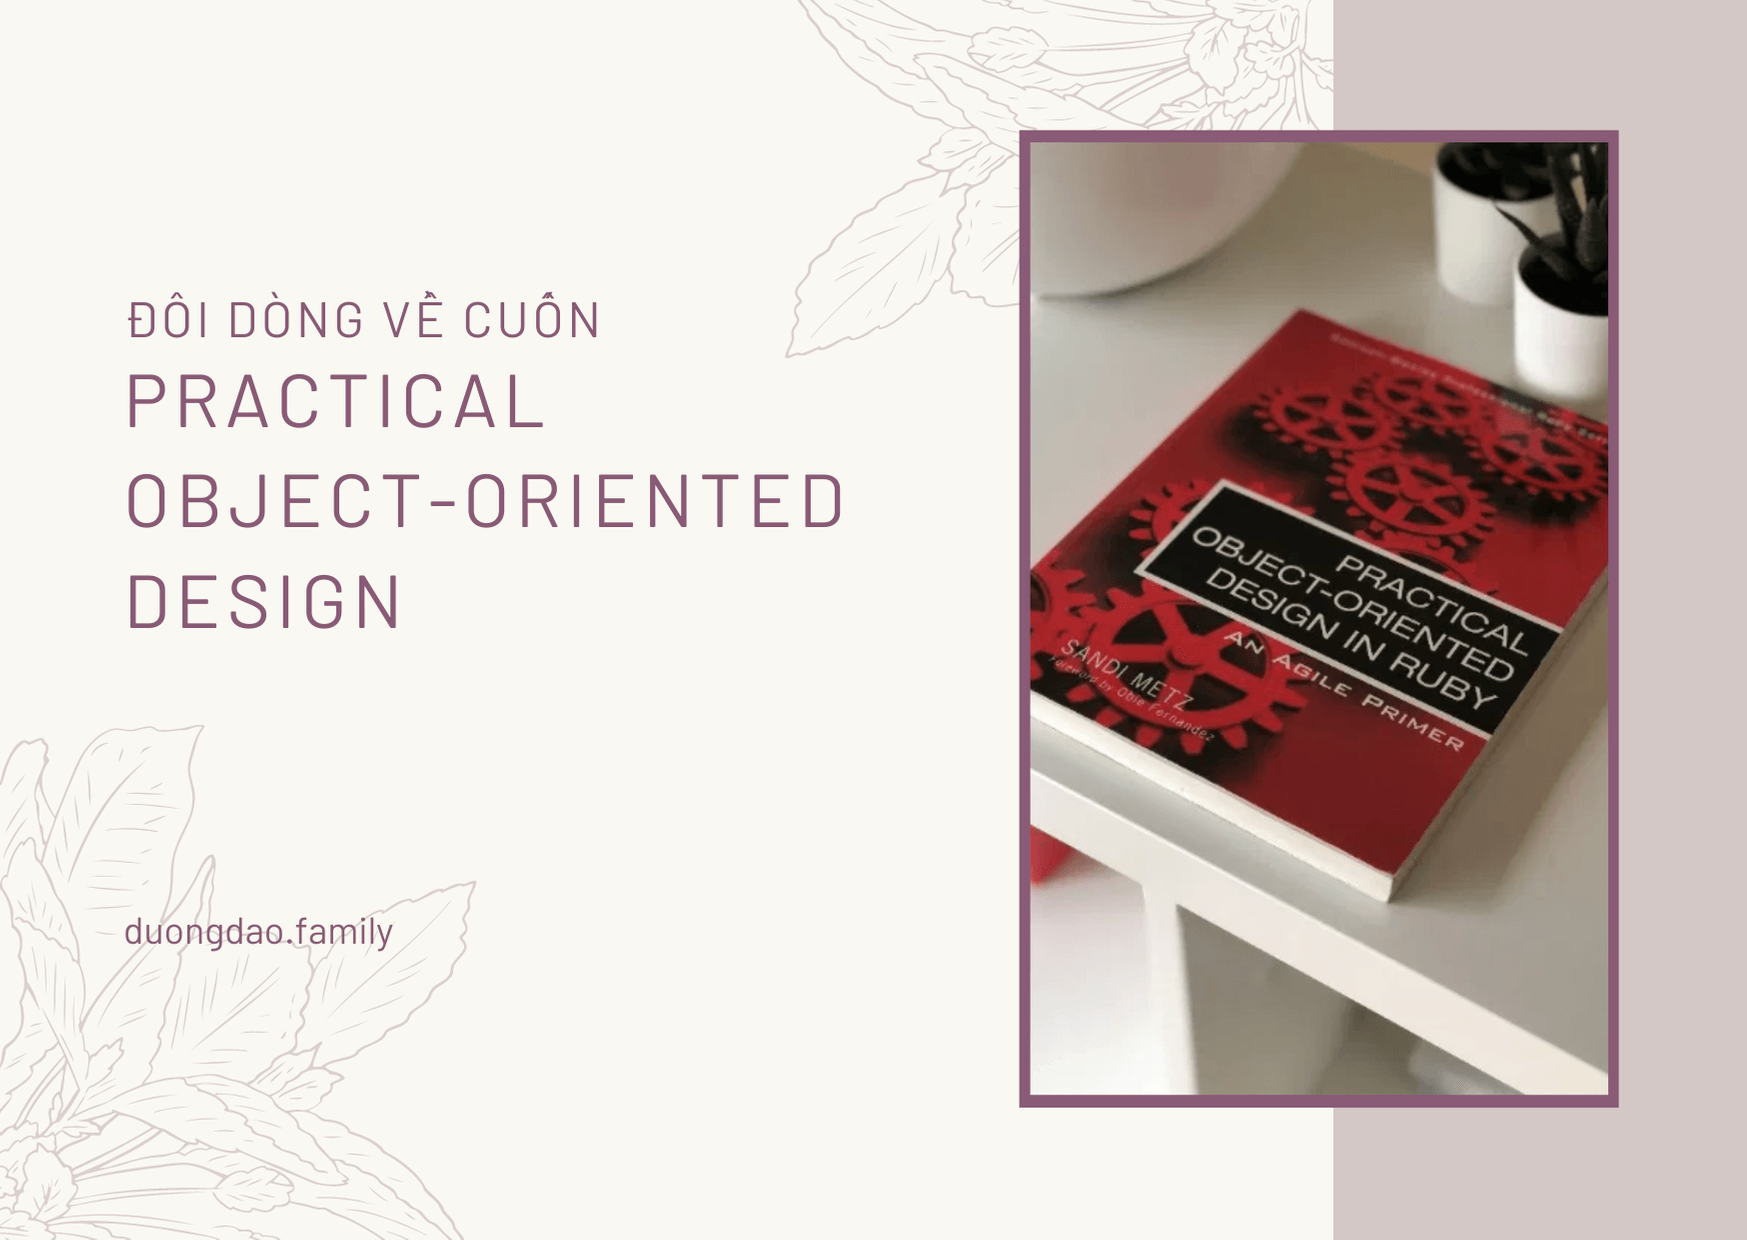 ĐÔI DÒNG VỀ CUỐN
PRACTICAL
OBJECT-ORIENTED
DESIGN
duongdao.family
PRACTICAL
OBJECT-ORIENTED
DESIGN IN RUBY
AN AGILE PRIMER
SANDI METZ
Foreword by Obie Fernandez